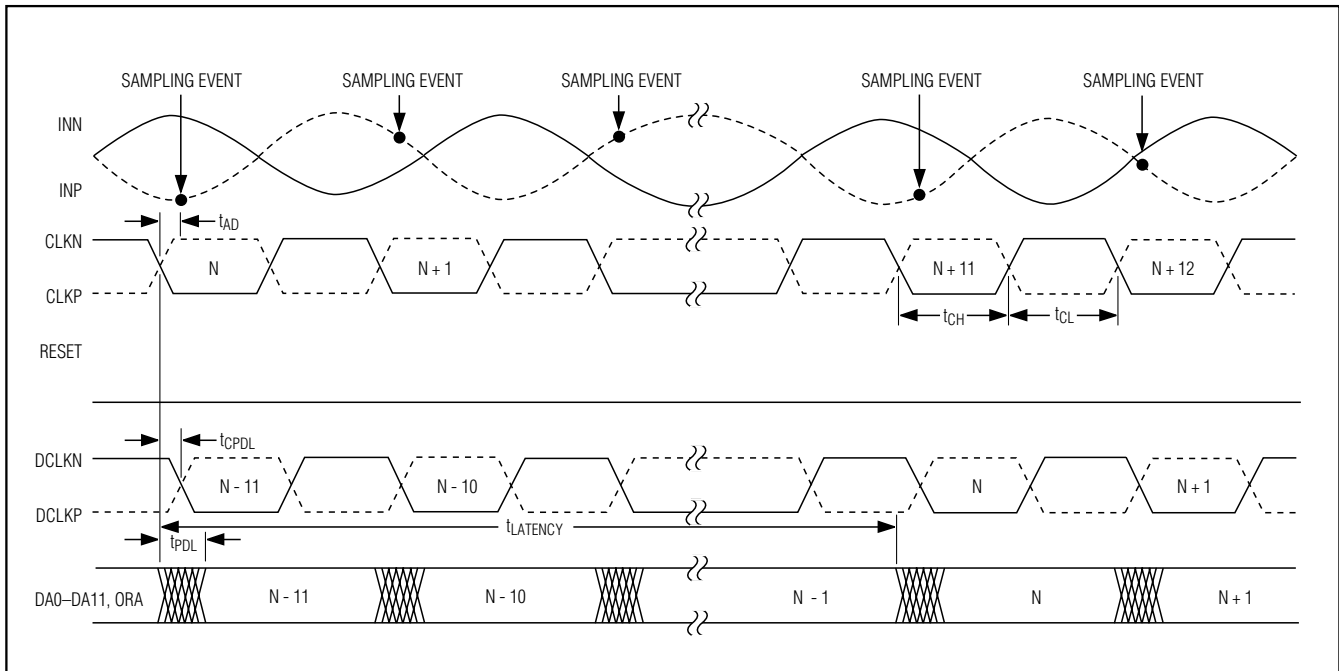 SAMPLING EVENT SAMPLING EVENT SAMPLING EVENT SAMPLING EVENT SAMPLING EVENT
INN
INP
tAD
CLKN
N N + 1 N + 11 N + 12
CLKP
tCH tCL
RESET
tCPDL
DCLKN
N - 11 N - 10 N N + 1
DCLKP
tLATENCY
tPDL
DA0–DA11, ORA N - 11 N - 10 N - 1 N N + 1